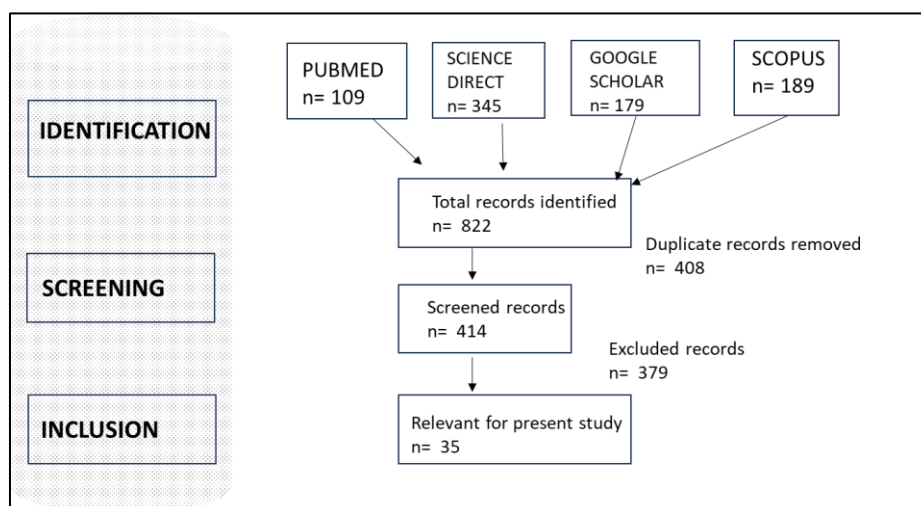 IDENTIFICATION
PUBMED
n= 109
SCIENCE
DIRECT
n= 345
GOOGLE
SCHOLAR
n= 179
SCOPUS
n= 189
Total records identified
n= 822
Duplicate records removed
n= 408
SCREENING
Screened records
n= 414
Excluded records
n= 379
INCLUSION
Relevant for present study
n= 35